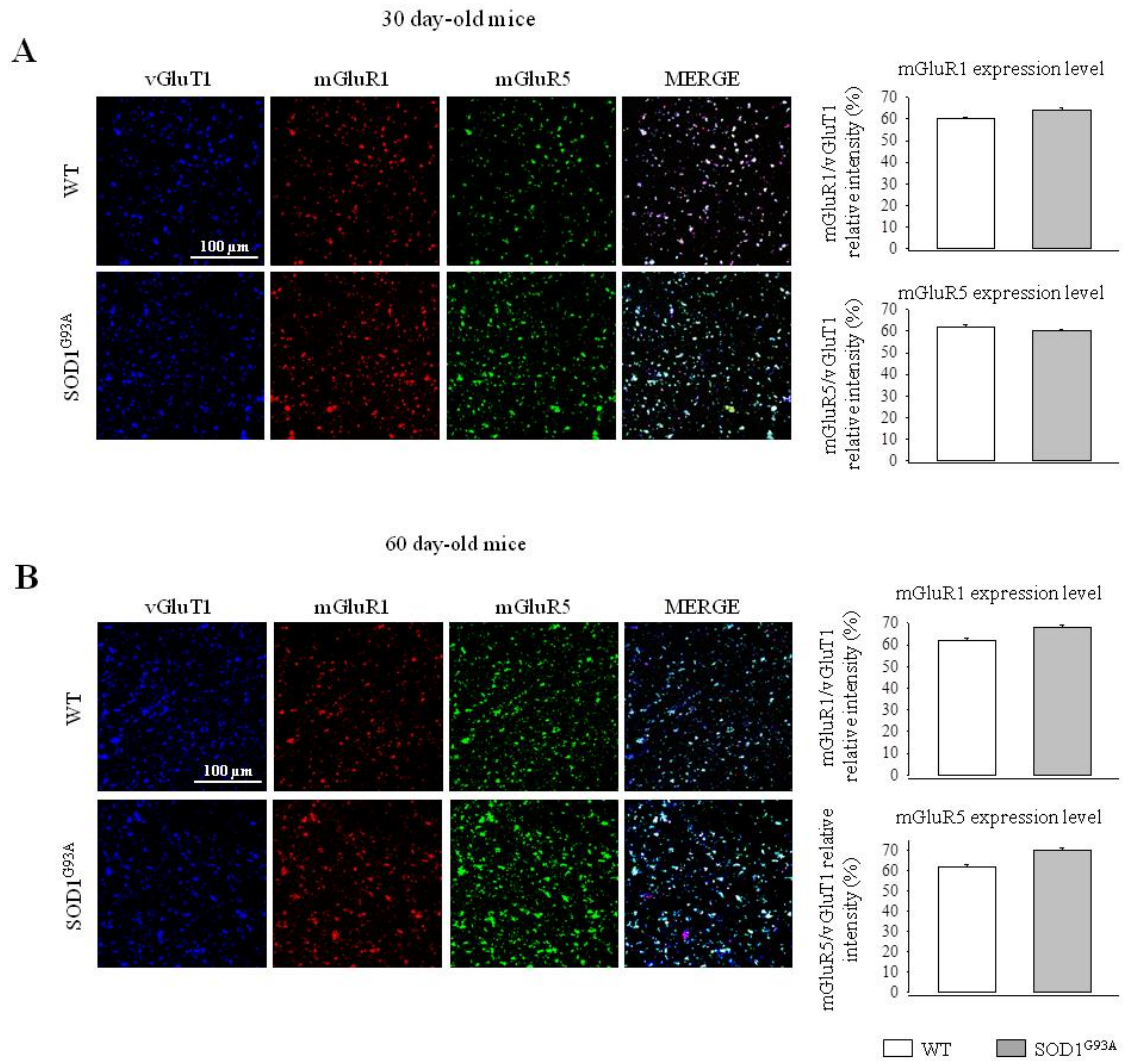 30 day-old mice
A
vGluT1 mGluR1 mGluR5 MERGE
WT
100 µm
SOD1G93A
mGluR1 expression level
mGluR1/vGluT1
relative intensity (%)
70
60
50
40
30
20
10
0
mGluR5 expression level
mGluR5/vGluT1
relative intensity (%)
70
60
50
40
30
20
10
0
60 day-old mice
B
vGluT1 mGluR1 mGluR5 MERGE
WT
100 µm
SOD1G93A
mGluR1 expression level
mGluR1/vGluT1
relative intensity (%)
70
60
50
40
30
20
10
0
mGluR5 expression level
mGluR5/vGluT1 relative
intensity (%)
70
60
50
40
30
20
10
0
WT SOD1G93A